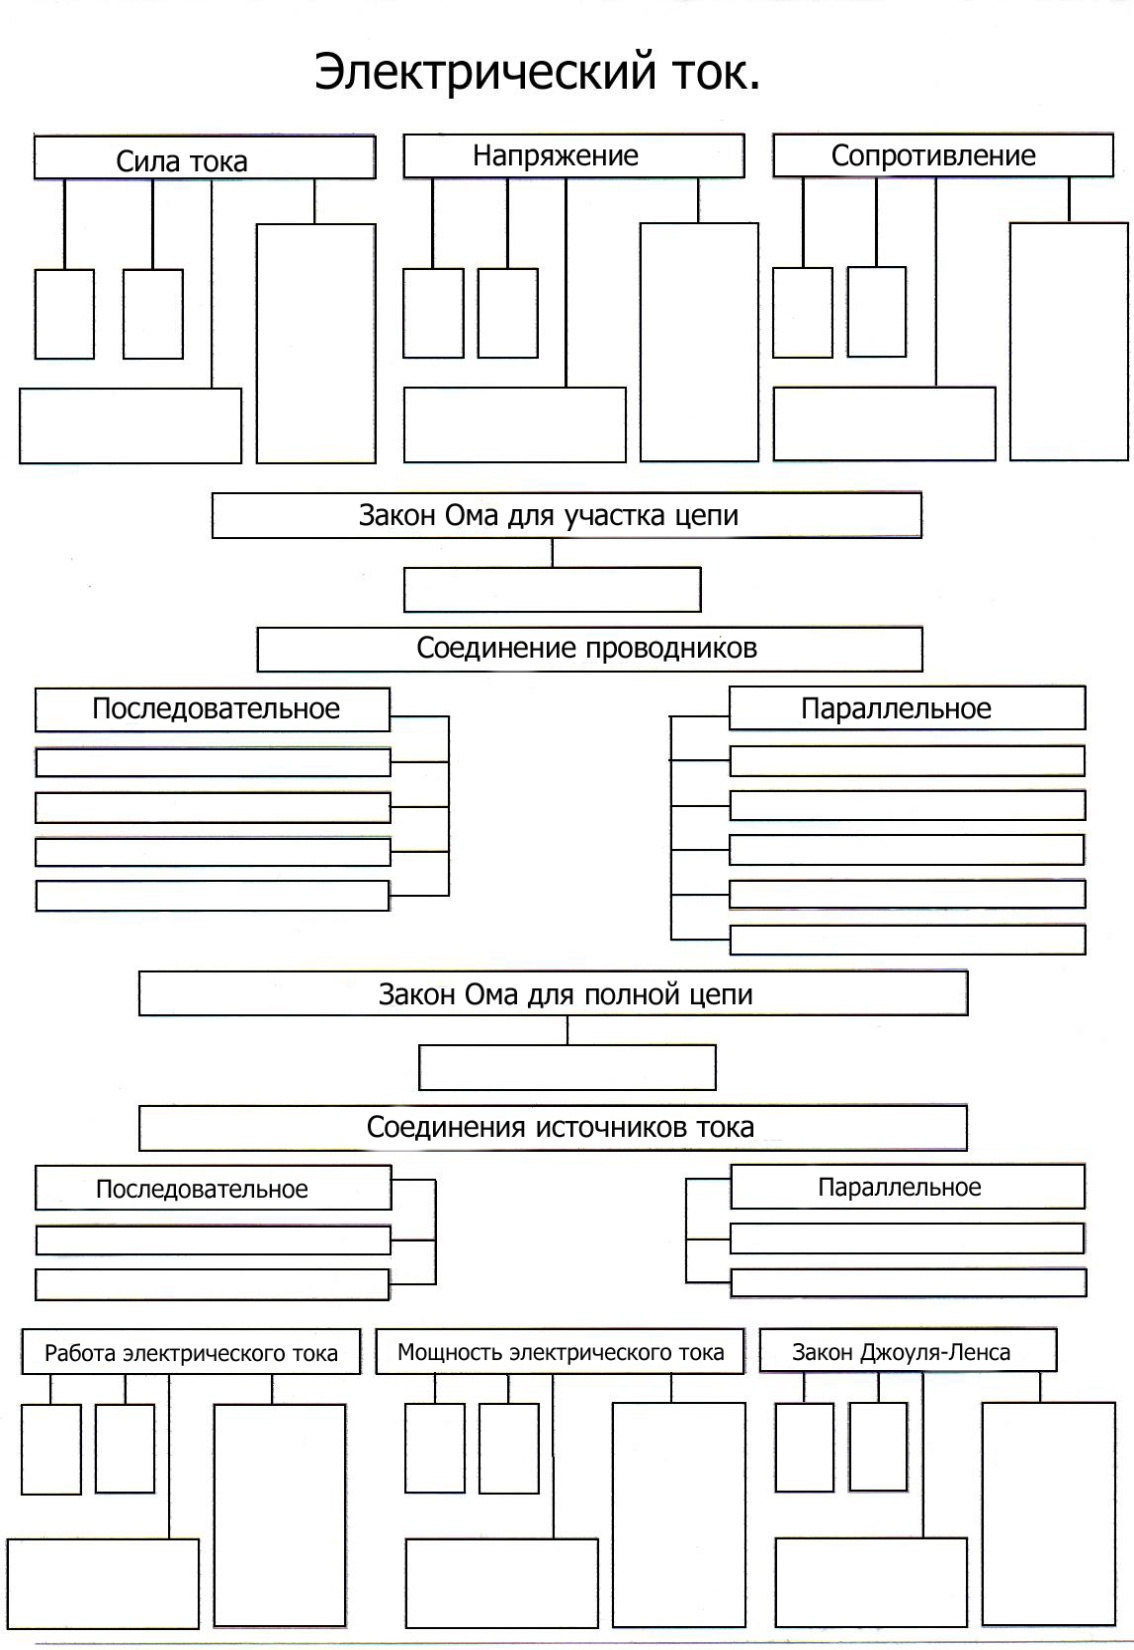 Электрический ток.
Сила тока
Напряжение
Сопротивление
Закон Ома для участка цепи
Соединение проводников
Последовательное
Параллельное
Закон Ома для полной цепи
Соединения источников тока
Последовательное
Параллельное
Работа электрического тока
Мощность электрического тока
Закон Джоуля-Ленса